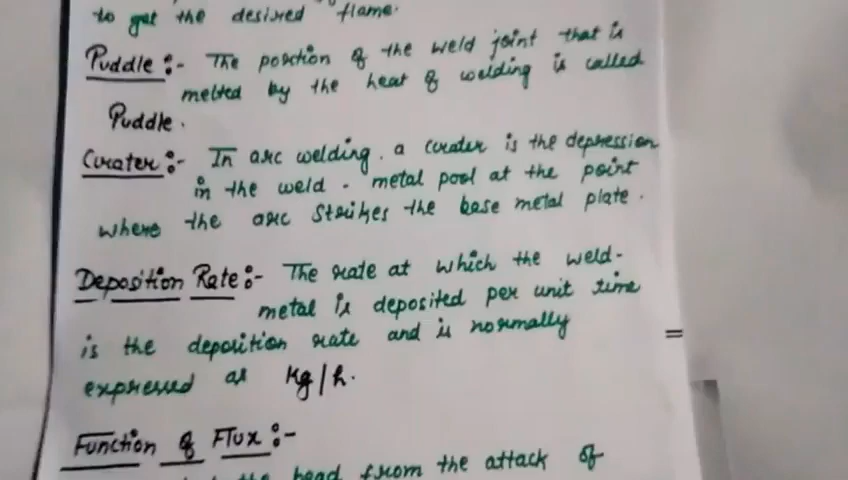 to get the desired flame.
Puddle :- The portion of the weld joint that is
melted by the heat of welding is called
Puddle.
Crater :- In arc welding. a crater is the depression
in the weld - metal pool at the point
where the arc strikes the base metal plate.
Deposition Rate :- The rate at which the weld-
metal is deposited per unit time
is the deposition rate and is normally
expressed as Kg/h.
Function of Flux :-
the bead from the attack of